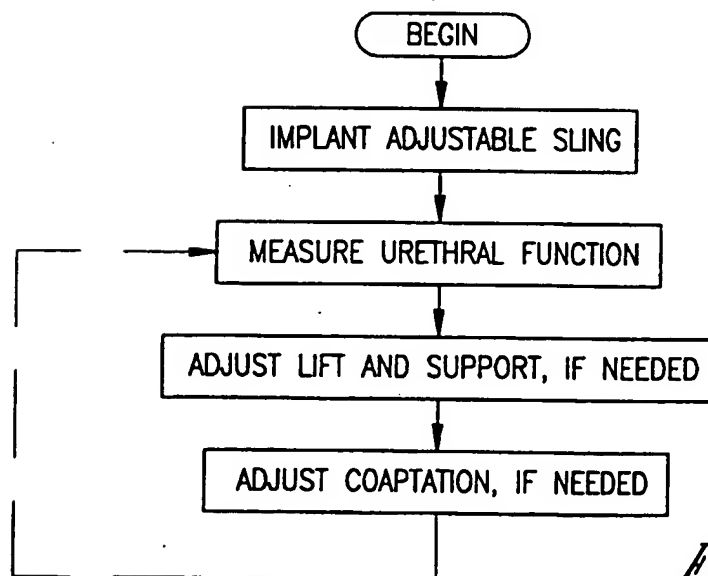 BEGIN
IMPLANT ADJUSTABLE SLING
MEASURE URETHRAL FUNCTION
ADJUST LIFT AND SUPPORT, IF NEEDED
ADJUST COAPTATION, IF NEEDED